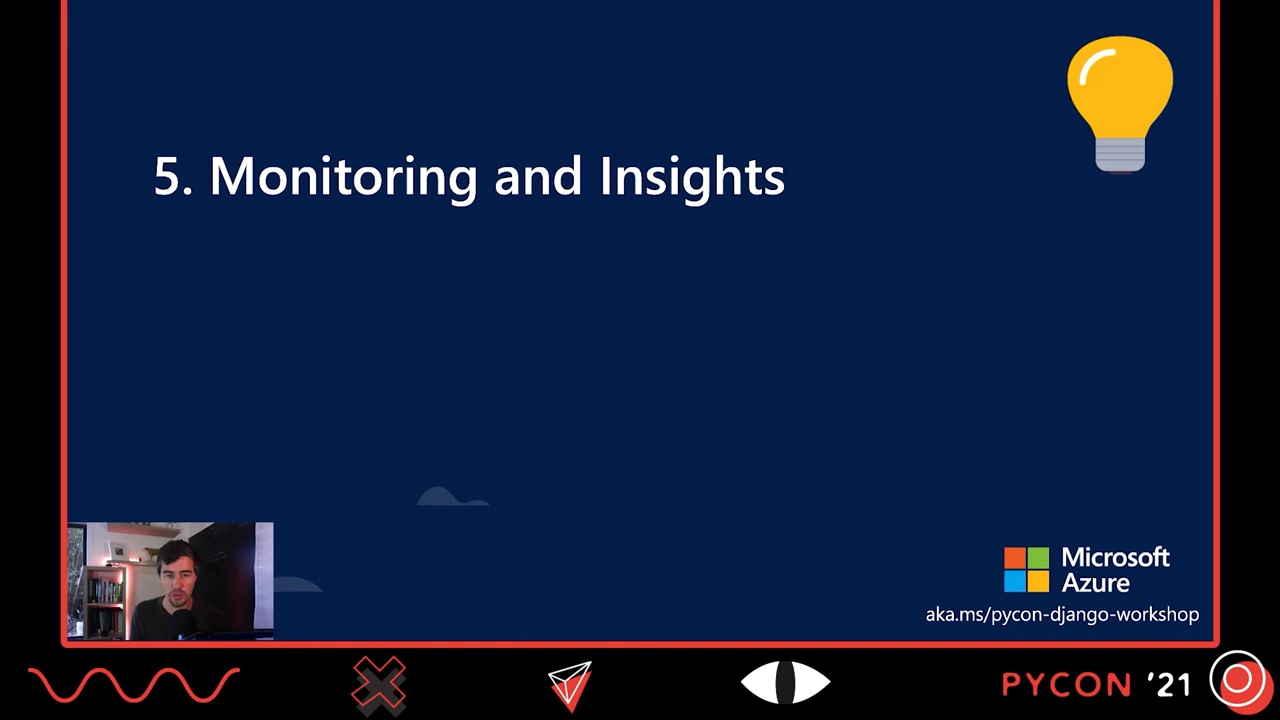 5. Monitoring and Insights
Microsoft
Azure
aka.ms/pycon-django-workshop
PYCON '21